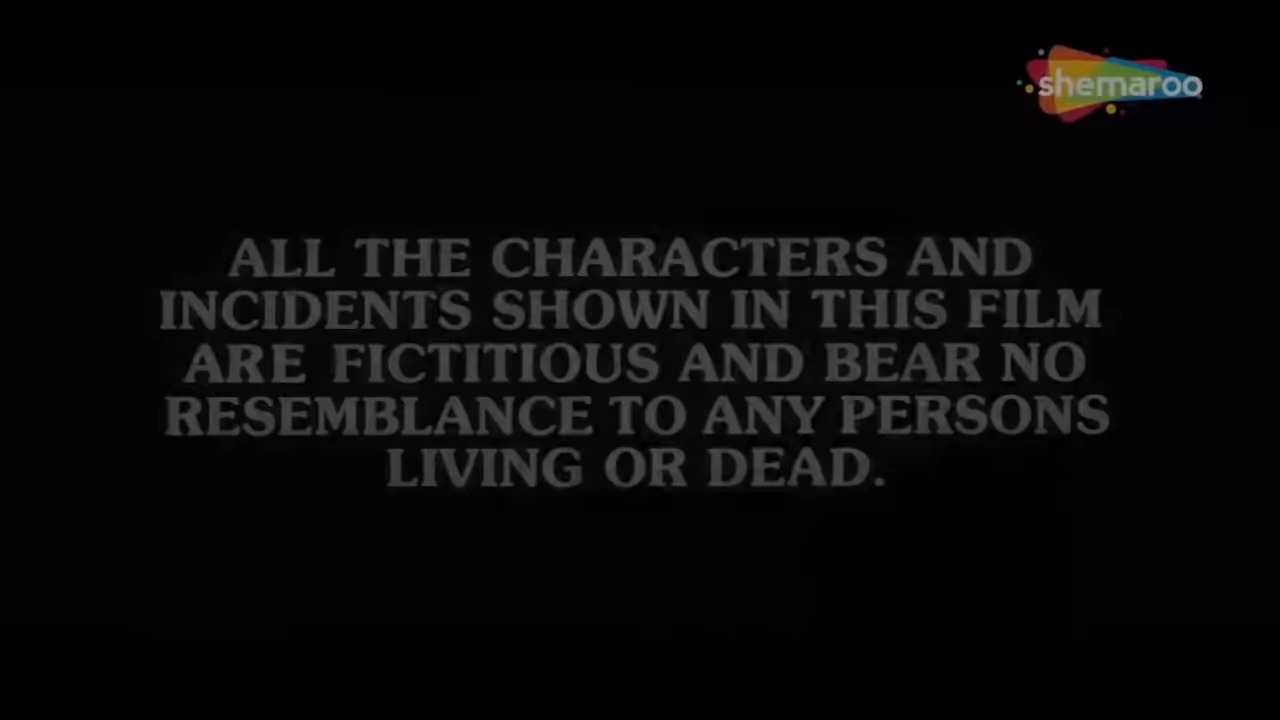 shemaroo
ALL THE CHARACTERS AND
INCIDENTS SHOWN IN THIS FILM
ARE FICTITIOUS AND BEAR NO
RESEMBLANCE TO ANY PERSONS
LIVING OR DEAD.